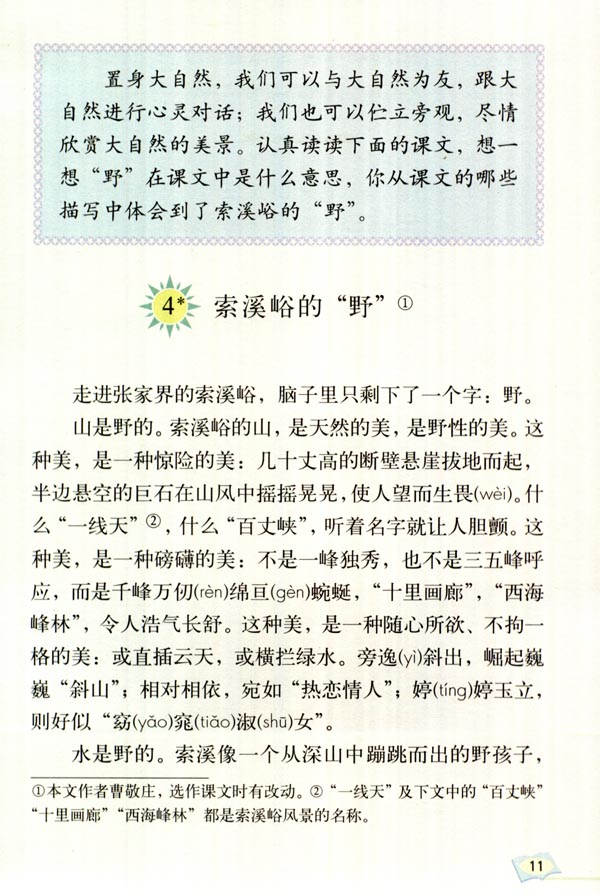 置身大自然，我们可以与大自然为友，跟大
自然进行心灵对话；我们也可以伫立旁观，尽情
欣赏大自然的美景。认真读读下面的课文，想一
想“野”在课文中是什么意思，你从课文的哪些
描写中体会到了索溪峪的“野”。
4* 索溪峪的“野”①
走进张家界的索溪峪，脑子里只剩下了一个字：野。
山是野的。索溪峪的山，是天然的美，是野性的美。这
种美，是一种惊险的美：几十丈高的断壁悬崖拔地而起，
半边悬空的巨石在山风中摇摇晃晃，使人望而生畏(wèi)。什
么“一线天”②，什么“百丈峡”，听着名字就让人胆颤。这
种美，是一种磅礴的美：不是一峰独秀，也不是三五峰呼
应，而是千峰万仞(rèn)绵亘(gèn)蜿蜒，“十里画廊”，“西海
峰林”，令人浩气长舒。这种美，是一种随心所欲、不拘一
格的美：或直插云天，或横拦绿水。旁逸(yì)斜出，崛起巍
巍“斜山”；相对相依，宛如“热恋情人”；婷(tíng)婷玉立，
则好似“窈(yǎo)窕(tiǎo)淑(shū)女”。
水是野的。索溪像一个从深山中蹦跳而出的野孩子，
①本文作者曹敬庄，选作课文时有改动。②“一线天”及下文中的“百丈峡”
“十里画廊”“西海峰林”都是索溪峪风景的名称。
11